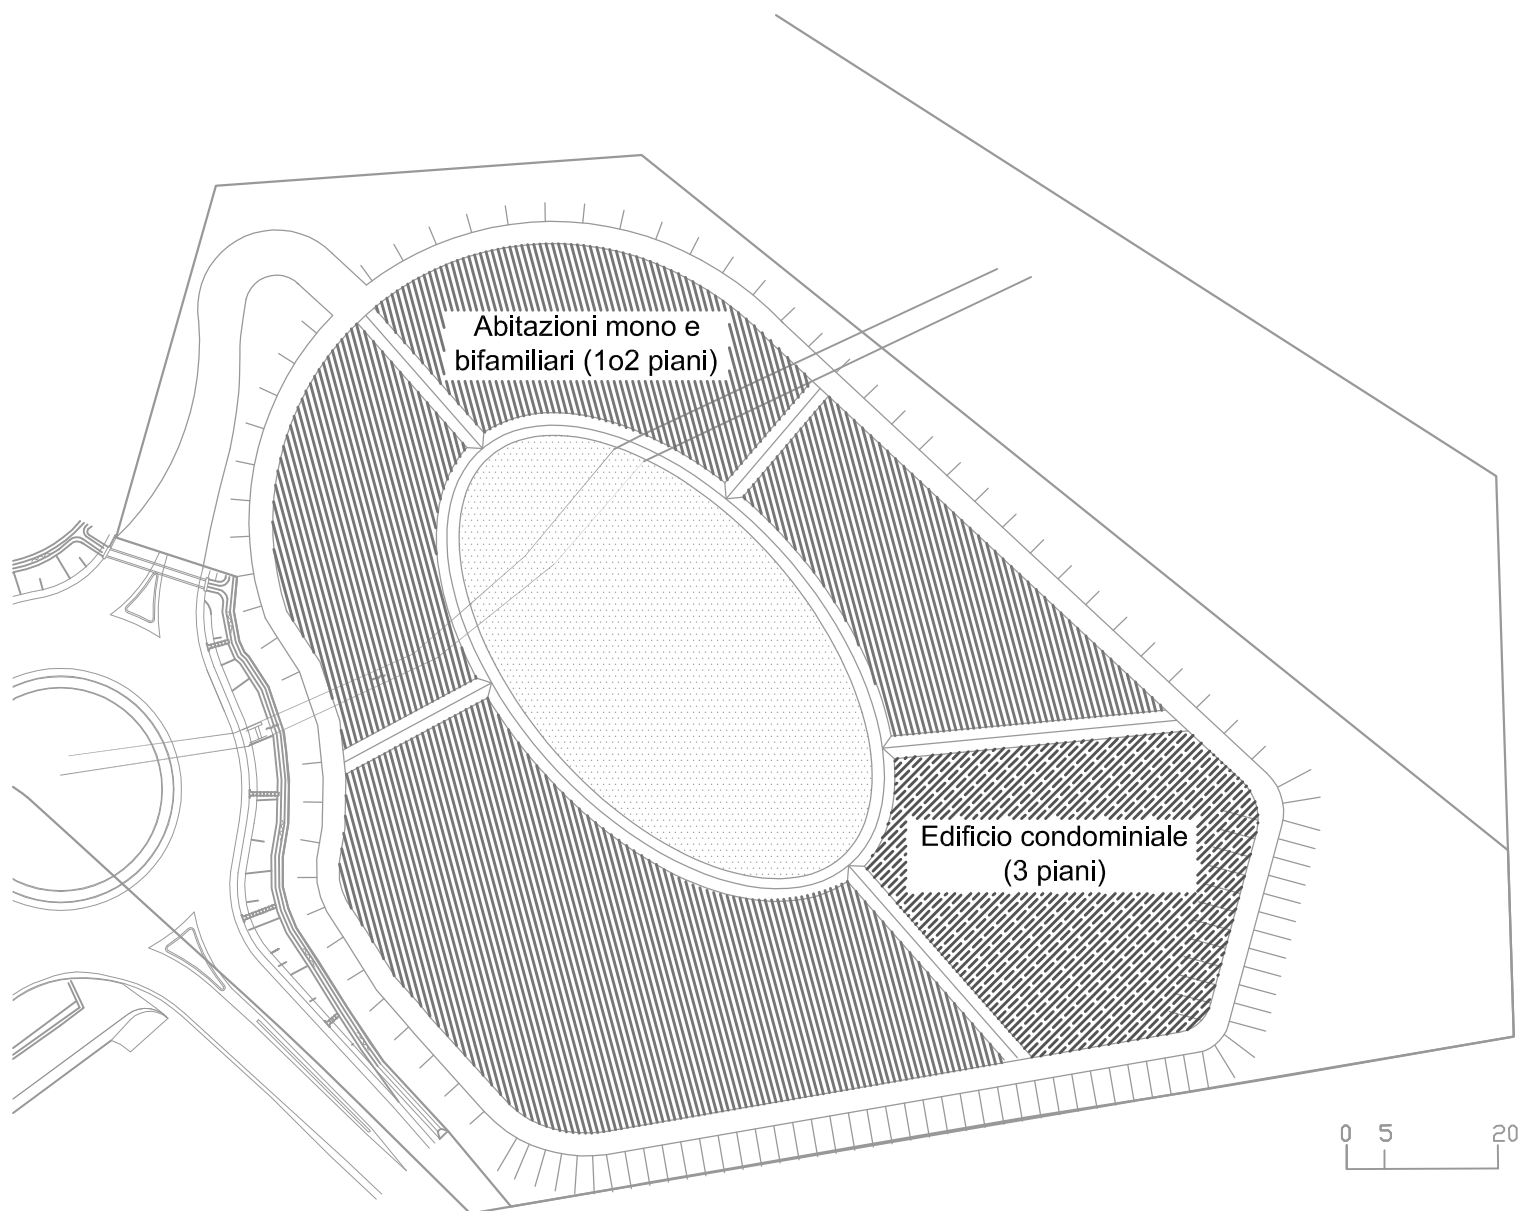 Abitazioni mono e
bifamiliari (1o2 piani)
Edificio condominiale
(3 piani)
0 5 20